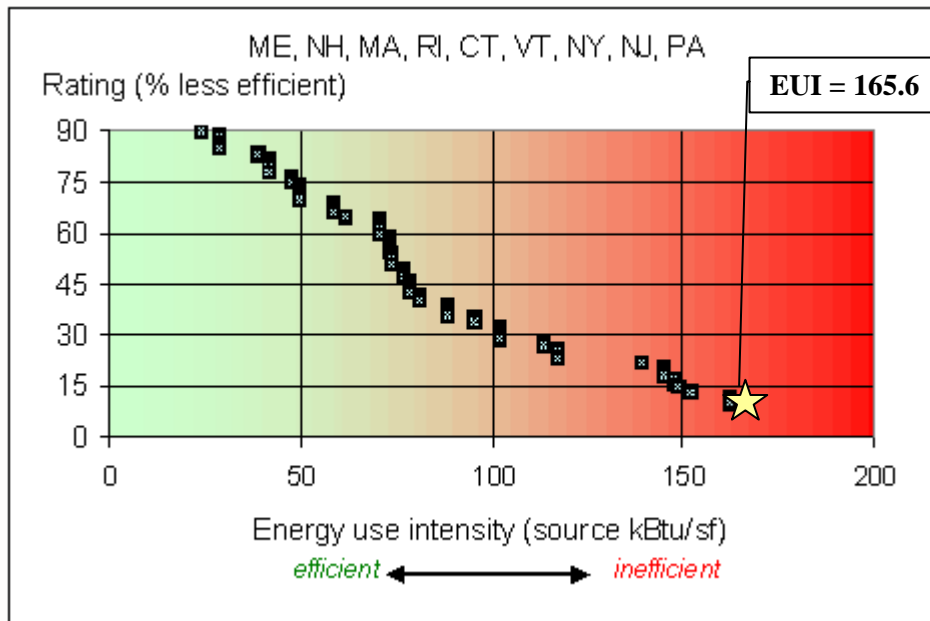 ME, NH, MA, RI, CT, VT, NY, NJ, PA
Rating (% less efficient)
EUI = 165.6
90
75
60
45
30
15
0
0 50 100 150 200
Energy use intensity (source kBtu/sf)
efficient inefficient